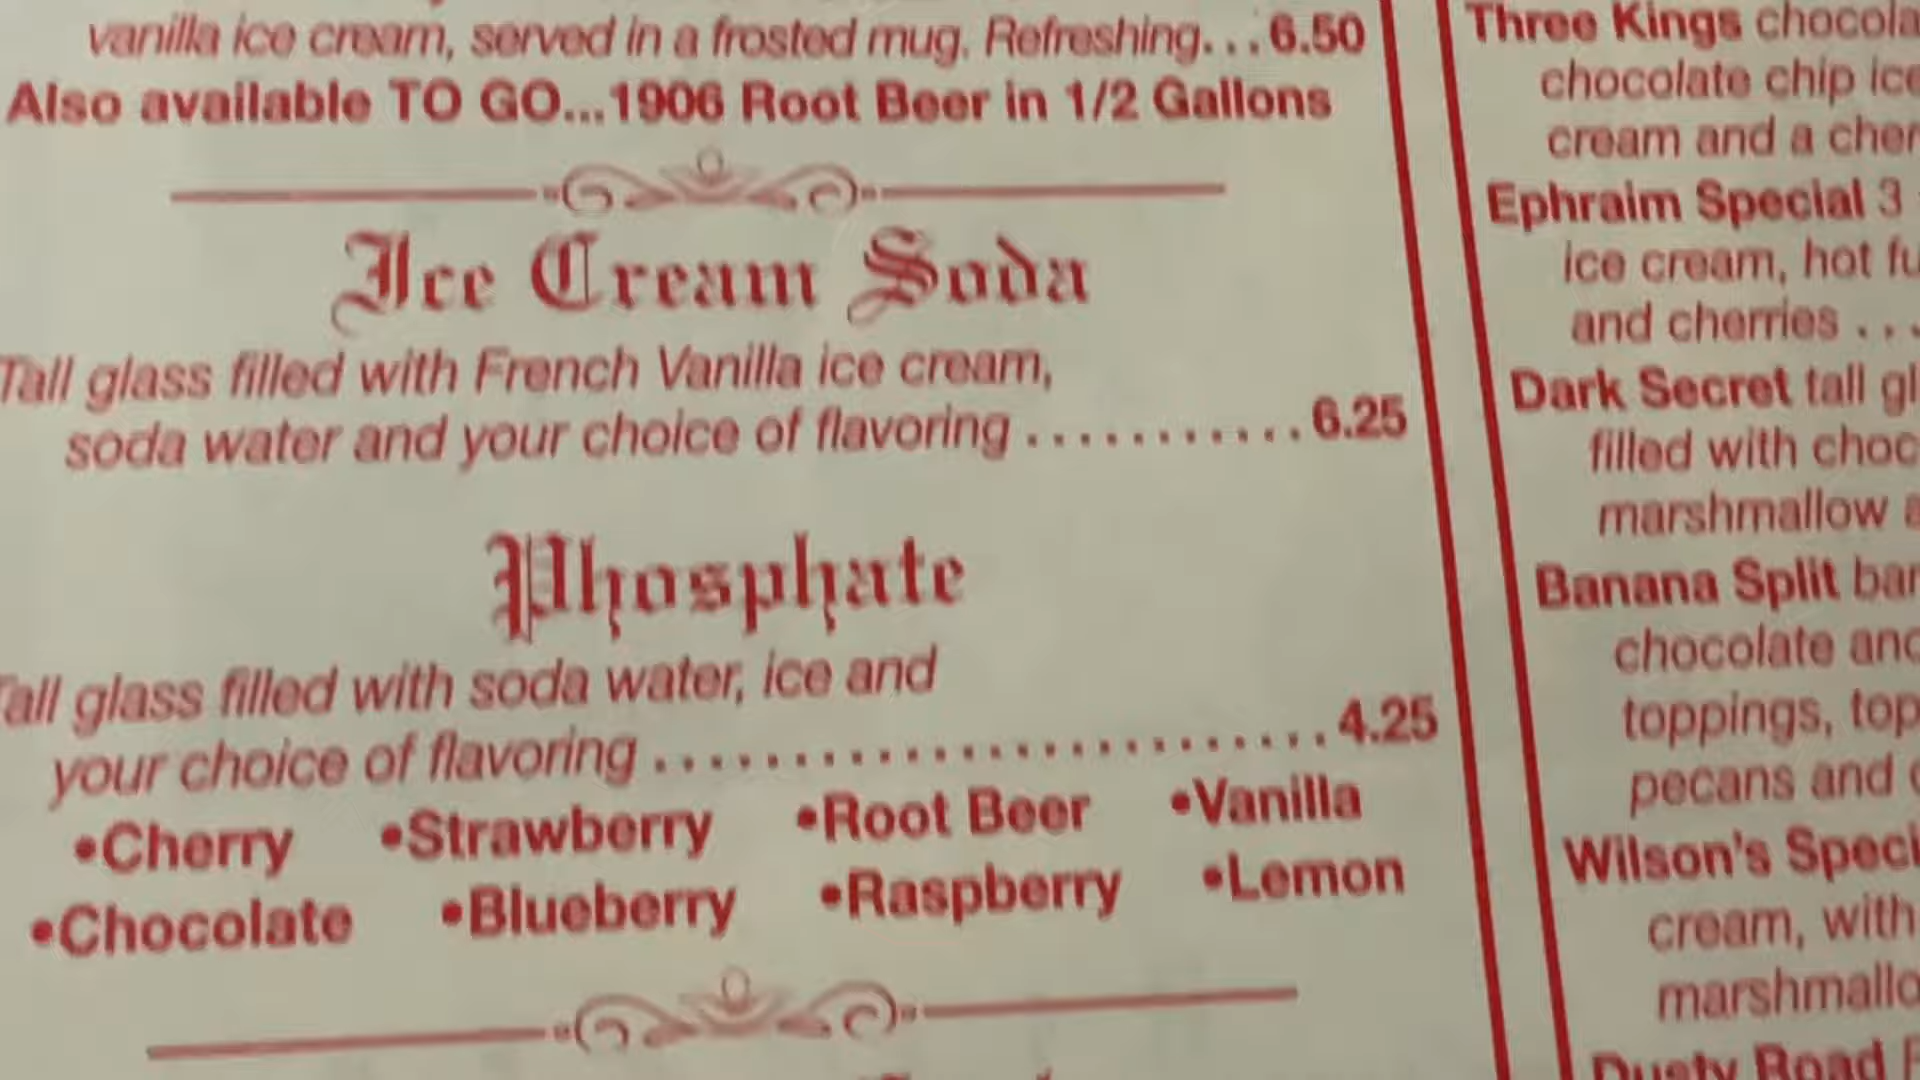 vanilla ice cream, served in a frosted mug. Refreshing...6.50
Also available TO GO...1906 Root Beer in 1/2 Gallons
Ice Cream Soda
Tall glass filled with French Vanilla ice cream,
soda water and your choice of flavoring...........6.25
Phosphate
Tall glass filled with soda water, ice and
your choice of flavoring........................4.25
•Cherry •Strawberry •Root Beer •Vanilla
•Chocolate •Blueberry •Raspberry •Lemon
Three Kings
chocolate chip
cream and a
Ephraim Special 3
ice cream, hot
and cherries ...
Dark Secret tall
filled with
marshmallow
Banana Split
chocolate
toppings,
pecans and
Wilson's
cream, with
Dusty Road